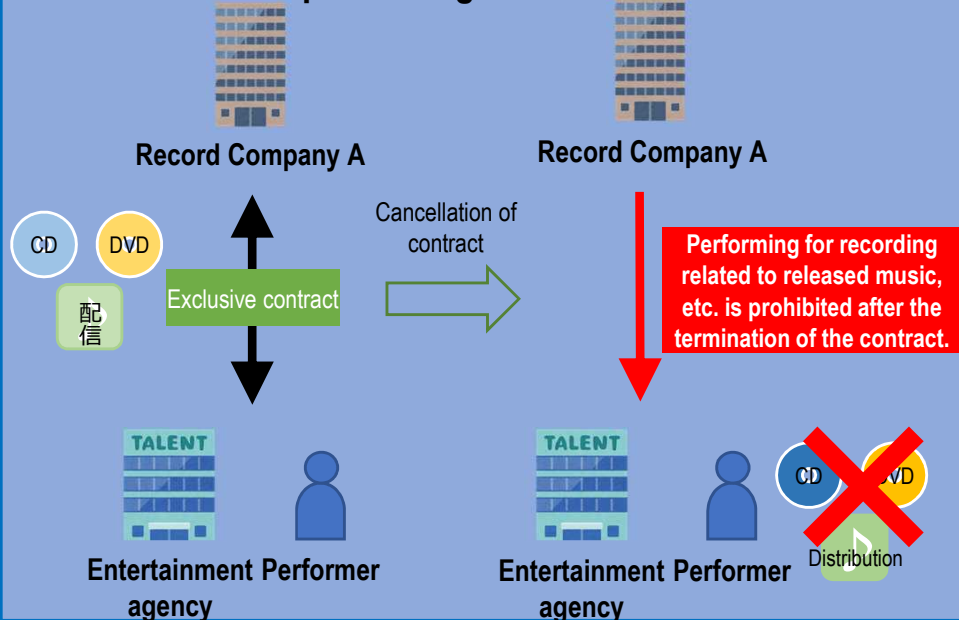 Record Company A
Record Company A
Cancellation of
contract
CD
DVD
配
信
Exclusive contract
Performing for recording
related to released music,
etc. is prohibited after the
termination of the contract.
TALENT
TALENT
CD
DVD
Distribution
Entertainment Performer
agency
Entertainment Performer
agency